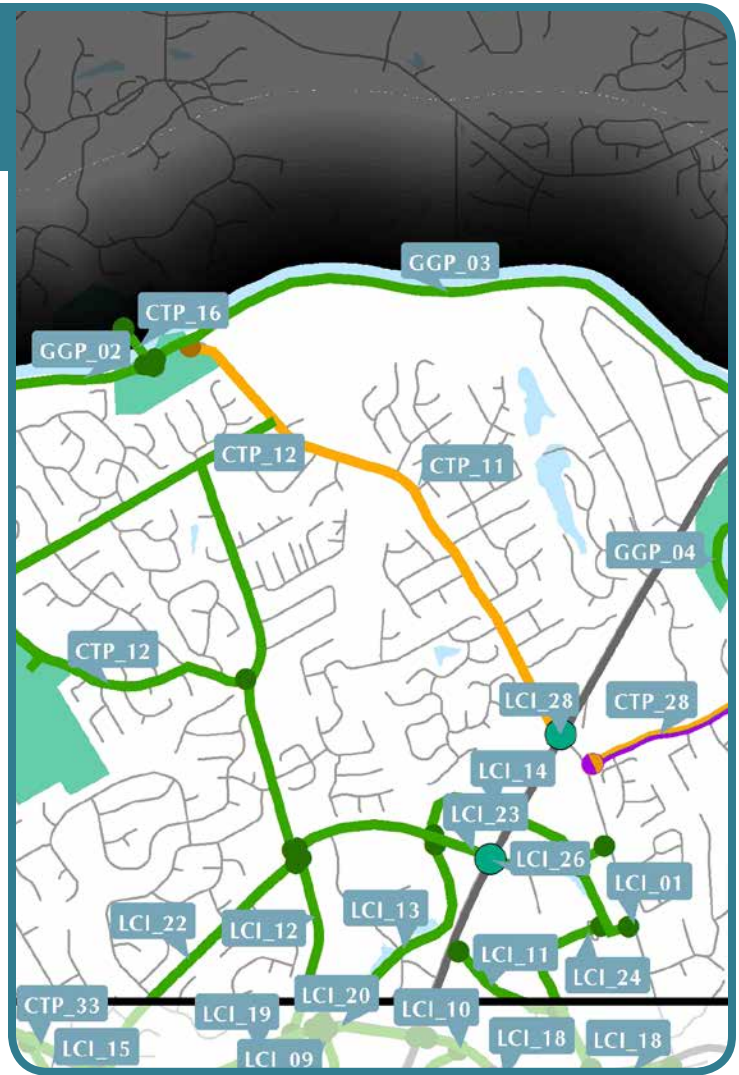 GGP_03
CTP_16
GGP_02
CTP_12
CTP_11
GGP_04
CTP_12
LCI_28
CTP_28
LCI_14
LCI_23
LCI_26
LCI_01
LCI_13
LCI_22
LCI_12
LCI_11
LCI_24
LCI_20
CTP_33
LCI_19
LCI_10
LCI_15
LCI_18
LCI_18
LCI_09